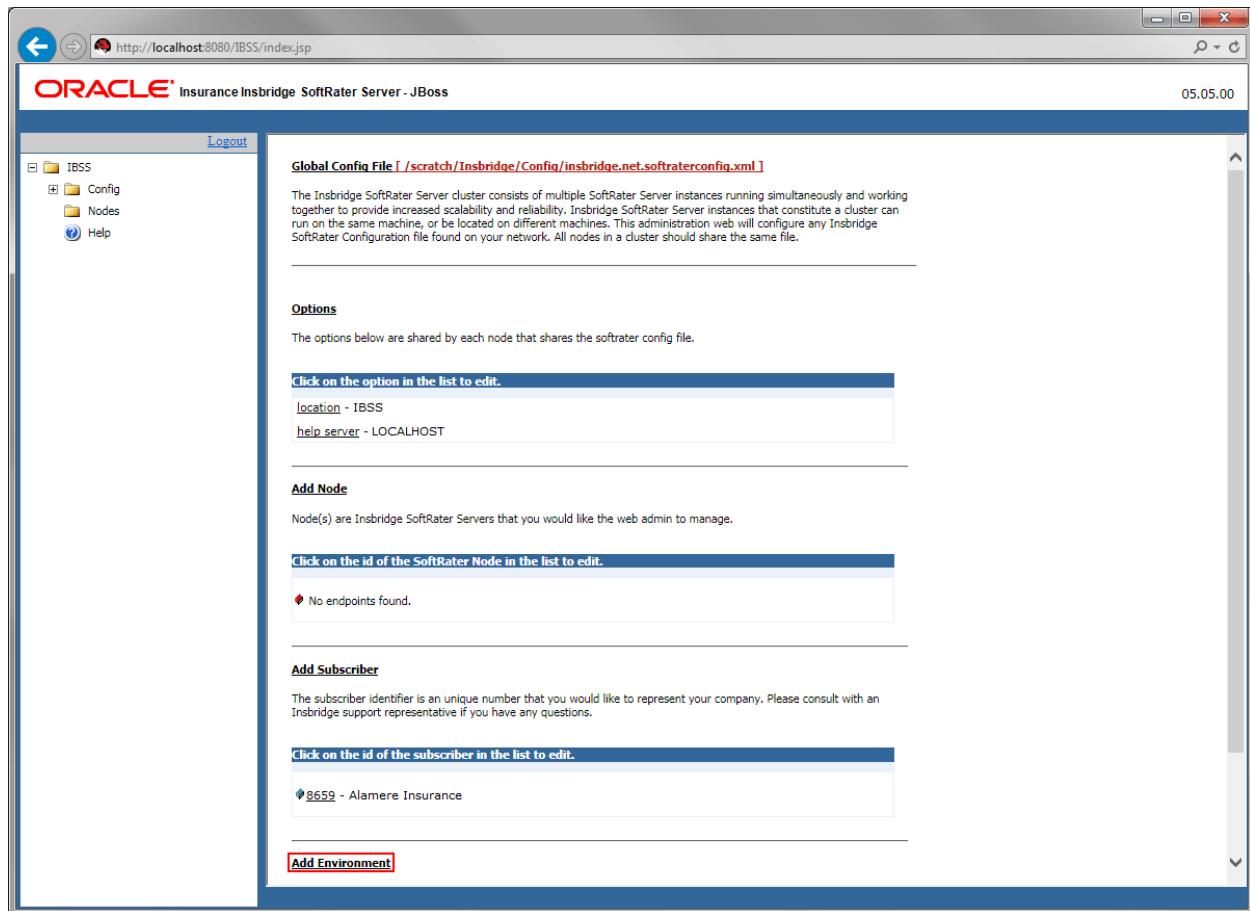 http://localhost:8080/IBSS/index.jsp
ORACLE Insurance Insbridge SoftRater Server - JBoss
05.05.00
Logout
IBSS
Config
Nodes
Help
Global Config File [ /scratch/Insbridge/Config/insbridge.net.softraterconfig.xml ]
The Insbridge SoftRater Server cluster consists of multiple SoftRater Server instances running simultaneously and working
together to provide increased scalability and reliability. Insbridge SoftRater Server instances that constitute a cluster can
run on the same machine, or be located on different machines. This administration web will configure any Insbridge
SoftRater Configuration file found on your network. All nodes in a cluster should share the same file.
Options
The options below are shared by each node that shares the softrater config file.
Click on the option in the list to edit.
location - IBSS
help server - LOCALHOST
Add Node
Node(s) are Insbridge SoftRater Servers that you would like the web admin to manage.
Click on the id of the SoftRater Node in the list to edit.
No endpoints found.
Add Subscriber
The subscriber identifier is an unique number that you would like to represent your company. Please consult with an
Insbridge support representative if you have any questions.
Click on the id of the subscriber in the list to edit.
8659 - Alamere Insurance
Add Environment